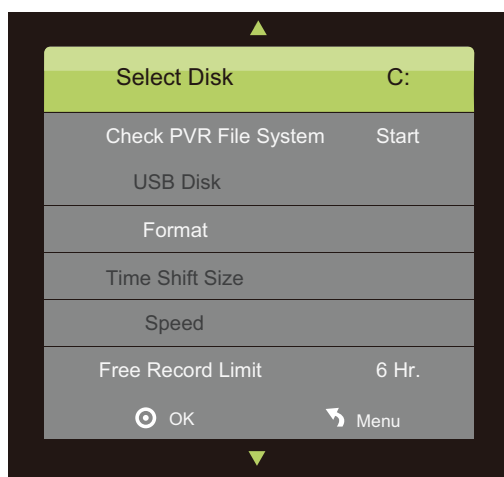 Select Disk C:
Check PVR File System Start
USB Disk
Format
Time Shift Size
Speed
Free Record Limit 6 Hr.
OK Menu